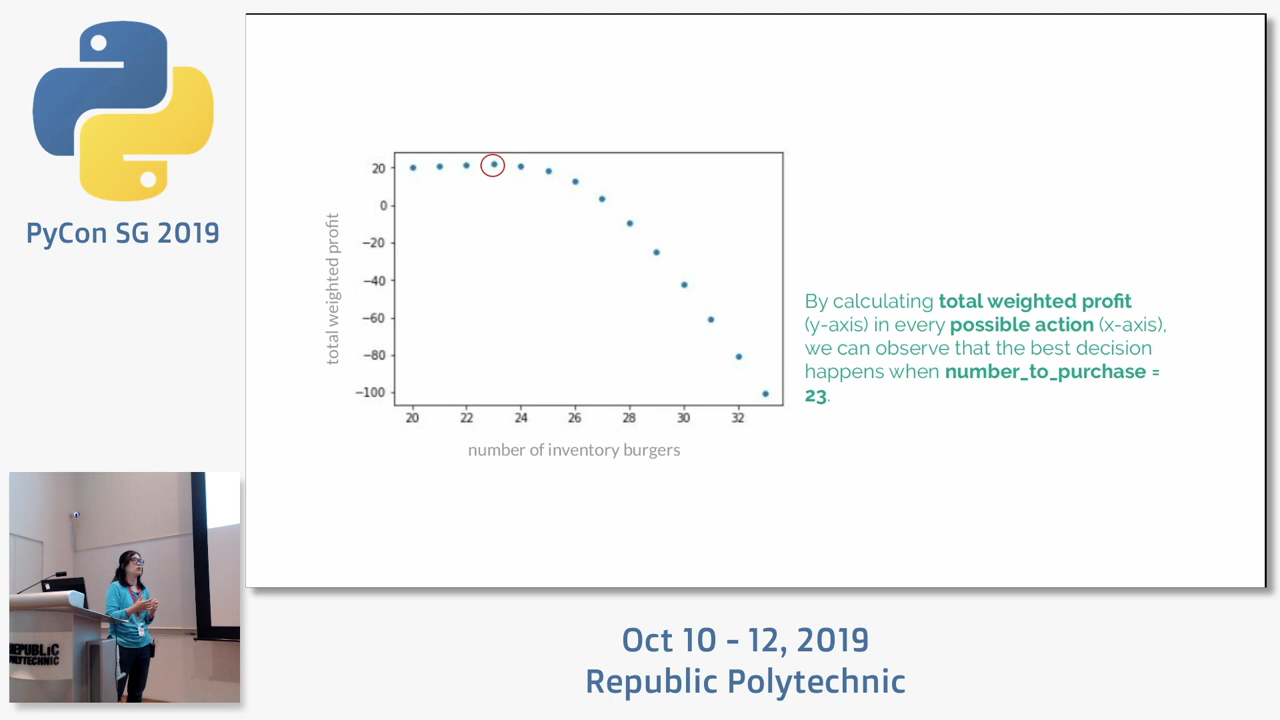 PyCon SG 2019
20
0
−20
−40
−60
−80
−100
total weighted profit
20 22 24 26 28 30 32
number of inventory burgers
By calculating total weighted profit
(y-axis) in every possible action (x-axis),
we can observe that the best decision
happens when number_to_purchase =
23.
REPUBLIC
POLYTECHNIC
Oct 10 - 12, 2019
Republic Polytechnic